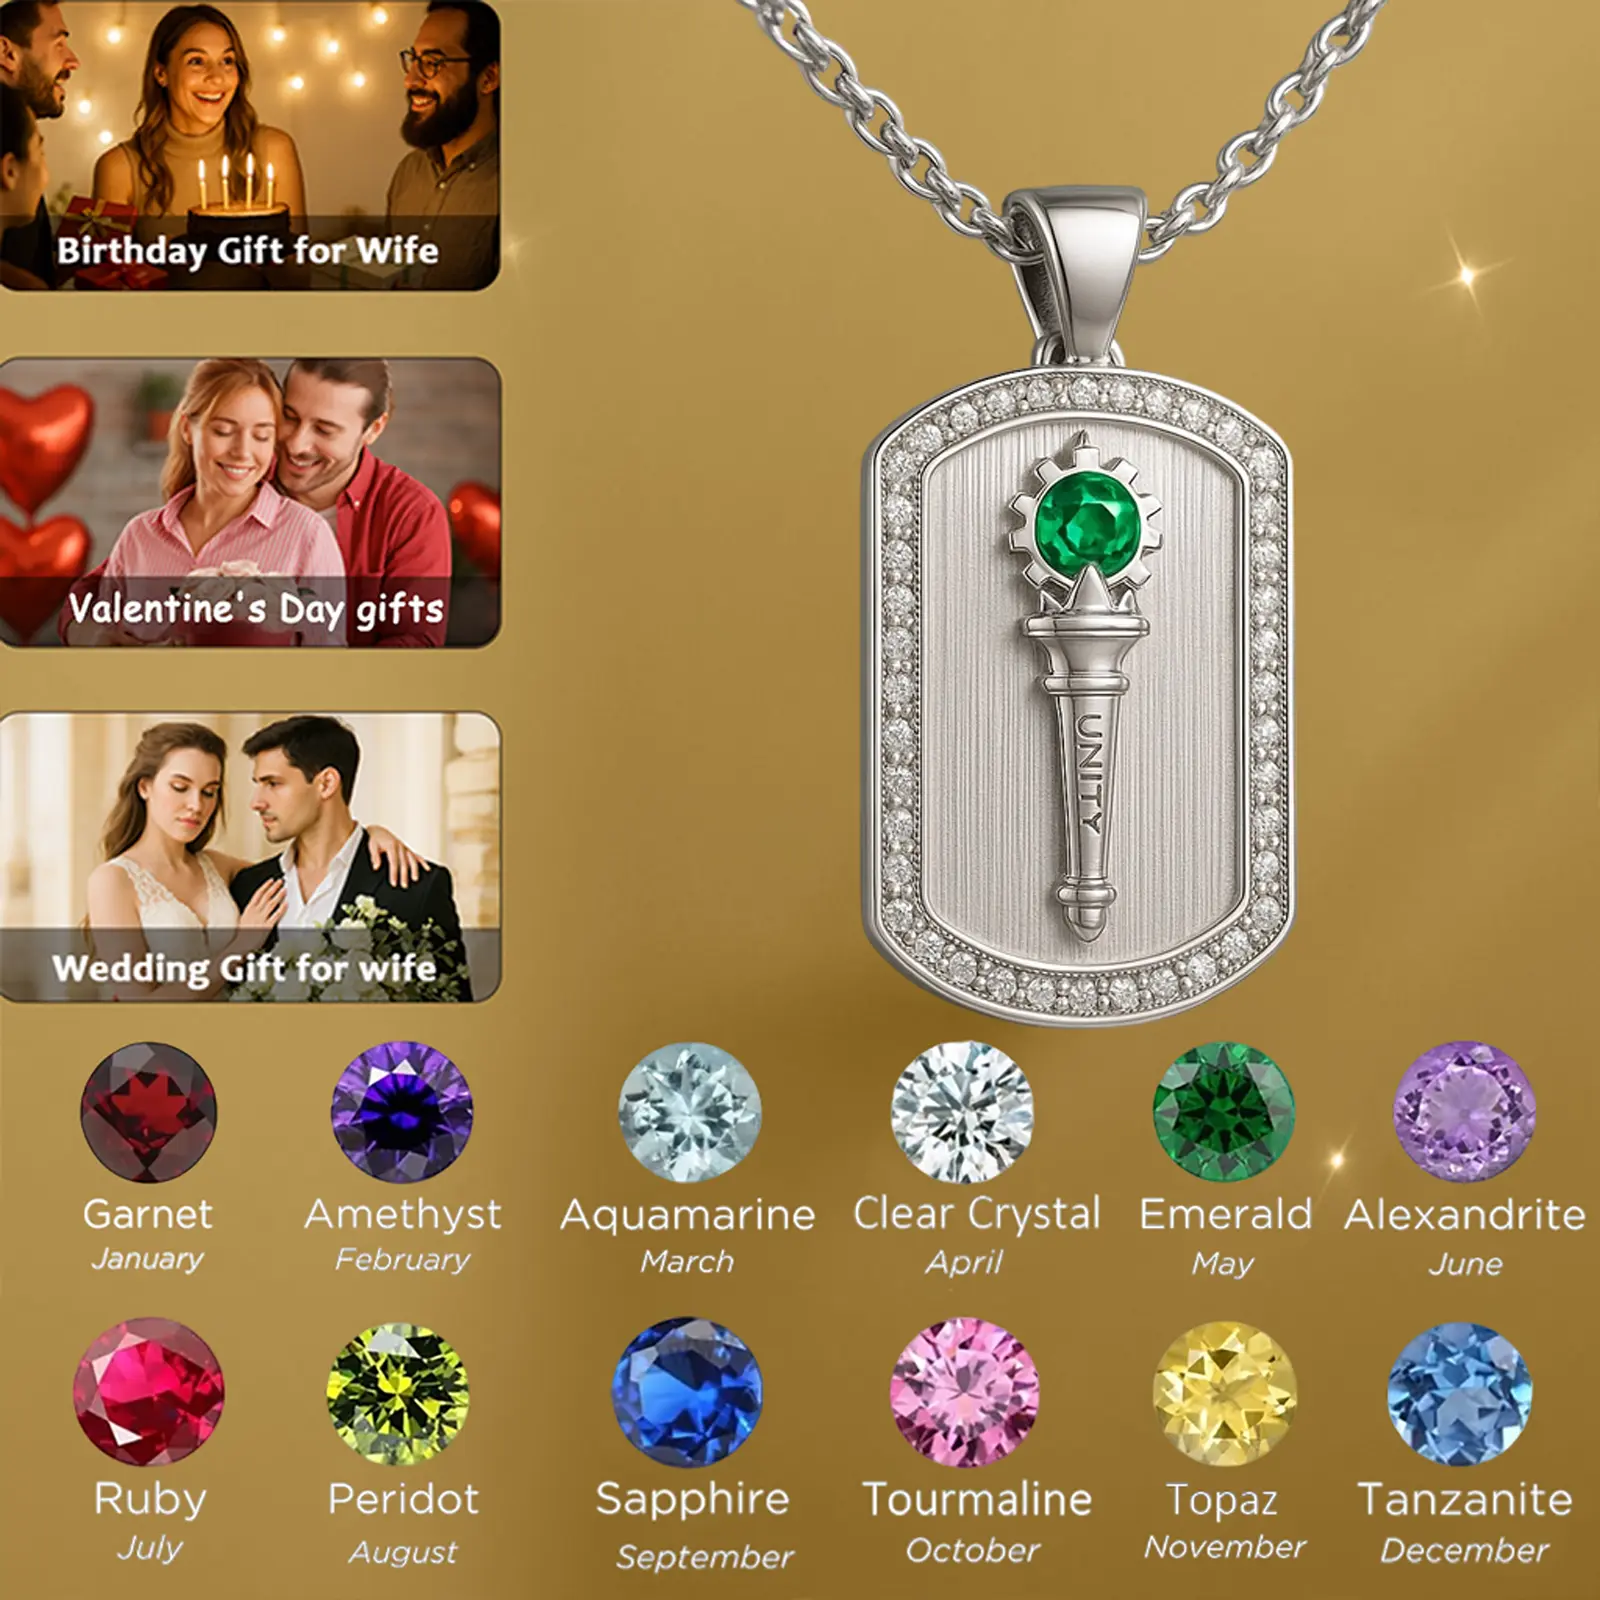 Birthday Gift for Wife
Valentine's Day gifts
Wedding Gift for wife
UNITY
Garnet
January
Amethyst
February
Aquamarine
March
Clear Crystal
April
Emerald
May
Alexandrite
June
Ruby
July
Peridot
August
Sapphire
September
Tourmaline
October
Topaz
November
Tanzanite
December